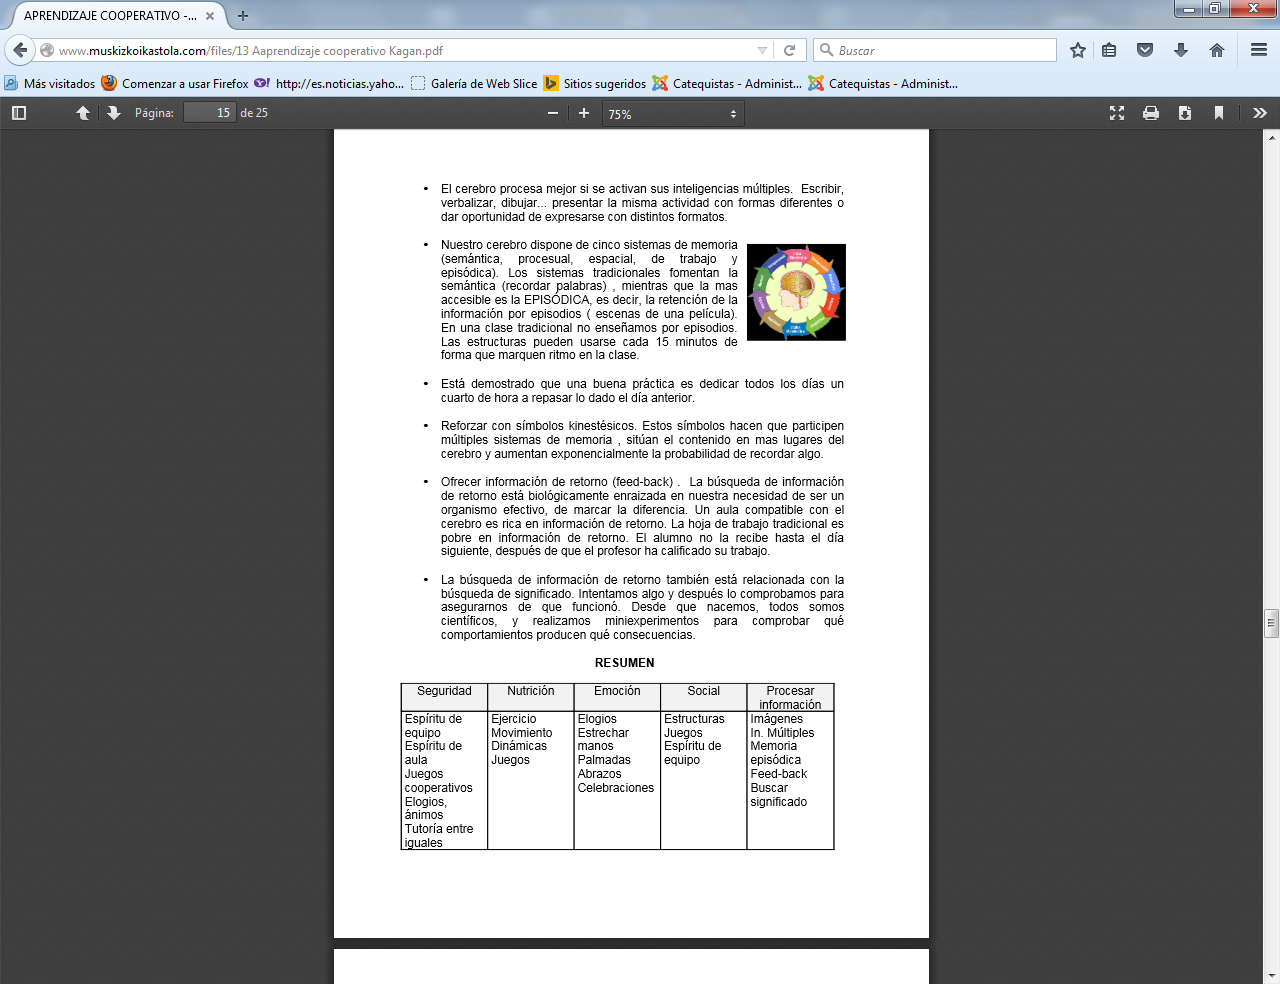 APRENDIZAJE COOPERATIVO -...
www.muskizkoikastola.com/files/13 Aaprendizaje cooperativo Kagan.pdf
Buscar
Más visitados
Comenzar a usar Firefox
http://es.noticias.yaho...
Galería de Web Slice
Sitios sugeridos
Catequistas - Administ...
Catequistas - Administ...
Página: 15 de 25
75%
• El cerebro procesa mejor si se activan sus inteligencias múltiples. Escribir,
verbalizar, dibujar... presentar la misma actividad con formas diferentes o
dar oportunidad de expresarse con distintos formatos.
• Nuestro cerebro dispone de cinco sistemas de memoria
(semántica, procesual, espacial, de trabajo y
episódica). Los sistemas tradicionales fomentan la
semántica (recordar palabras) , mientras que la mas
accesible es la EPISÓDICA, es decir, la retención de la
información por episodios ( escenas de una película).
En una clase tradicional no enseñamos por episodios.
Las estructuras pueden usarse cada 15 minutos de
forma que marquen ritmo en la clase.
• Está demostrado que una buena práctica es dedicar todos los días un
cuarto de hora a repasar lo dado el día anterior.
• Reforzar con símbolos kinestésicos. Estos símbolos hacen que participen
múltiples sistemas de memoria , sitúan el contenido en mas lugares del
cerebro y aumentan exponencialmente la probabilidad de recordar algo.
• Ofrecer información de retorno (feed-back) . La búsqueda de información
de retorno está biológicamente enraizada en nuestra necesidad de ser un
organismo efectivo, de marcar la diferencia. Un aula compatible con el
cerebro es rica en información de retorno. La hoja de trabajo tradicional es
pobre en información de retorno. El alumno no la recibe hasta el día
siguiente, después de que el profesor ha calificado su trabajo.
• La búsqueda de información de retorno también está relacionada con la
búsqueda de significado. Intentamos algo y después lo comprobamos para
asegurarnos de que funcionó. Desde que nacemos, todos somos
científicos, y realizamos miniexperimentos para comprobar qué
comportamientos producen qué consecuencias.
RESUMEN
Seguridad
Nutrición
Emoción
Social
Procesar
información
Espíritu de
equipo
Espíritu de
aula
Juegos
cooperativos
Elogios,
ánimos
Tutoría entre
iguales
Ejercicio
Movimiento
Dinámicas
Juegos
Elogios
Estrechar
manos
Palmadas
Abrazos
Celebraciones
Estructuras
Juegos
Espíritu de
equipo
Imágenes
In. Múltiples
Memoria
episódica
Feed-back
Buscar
significado